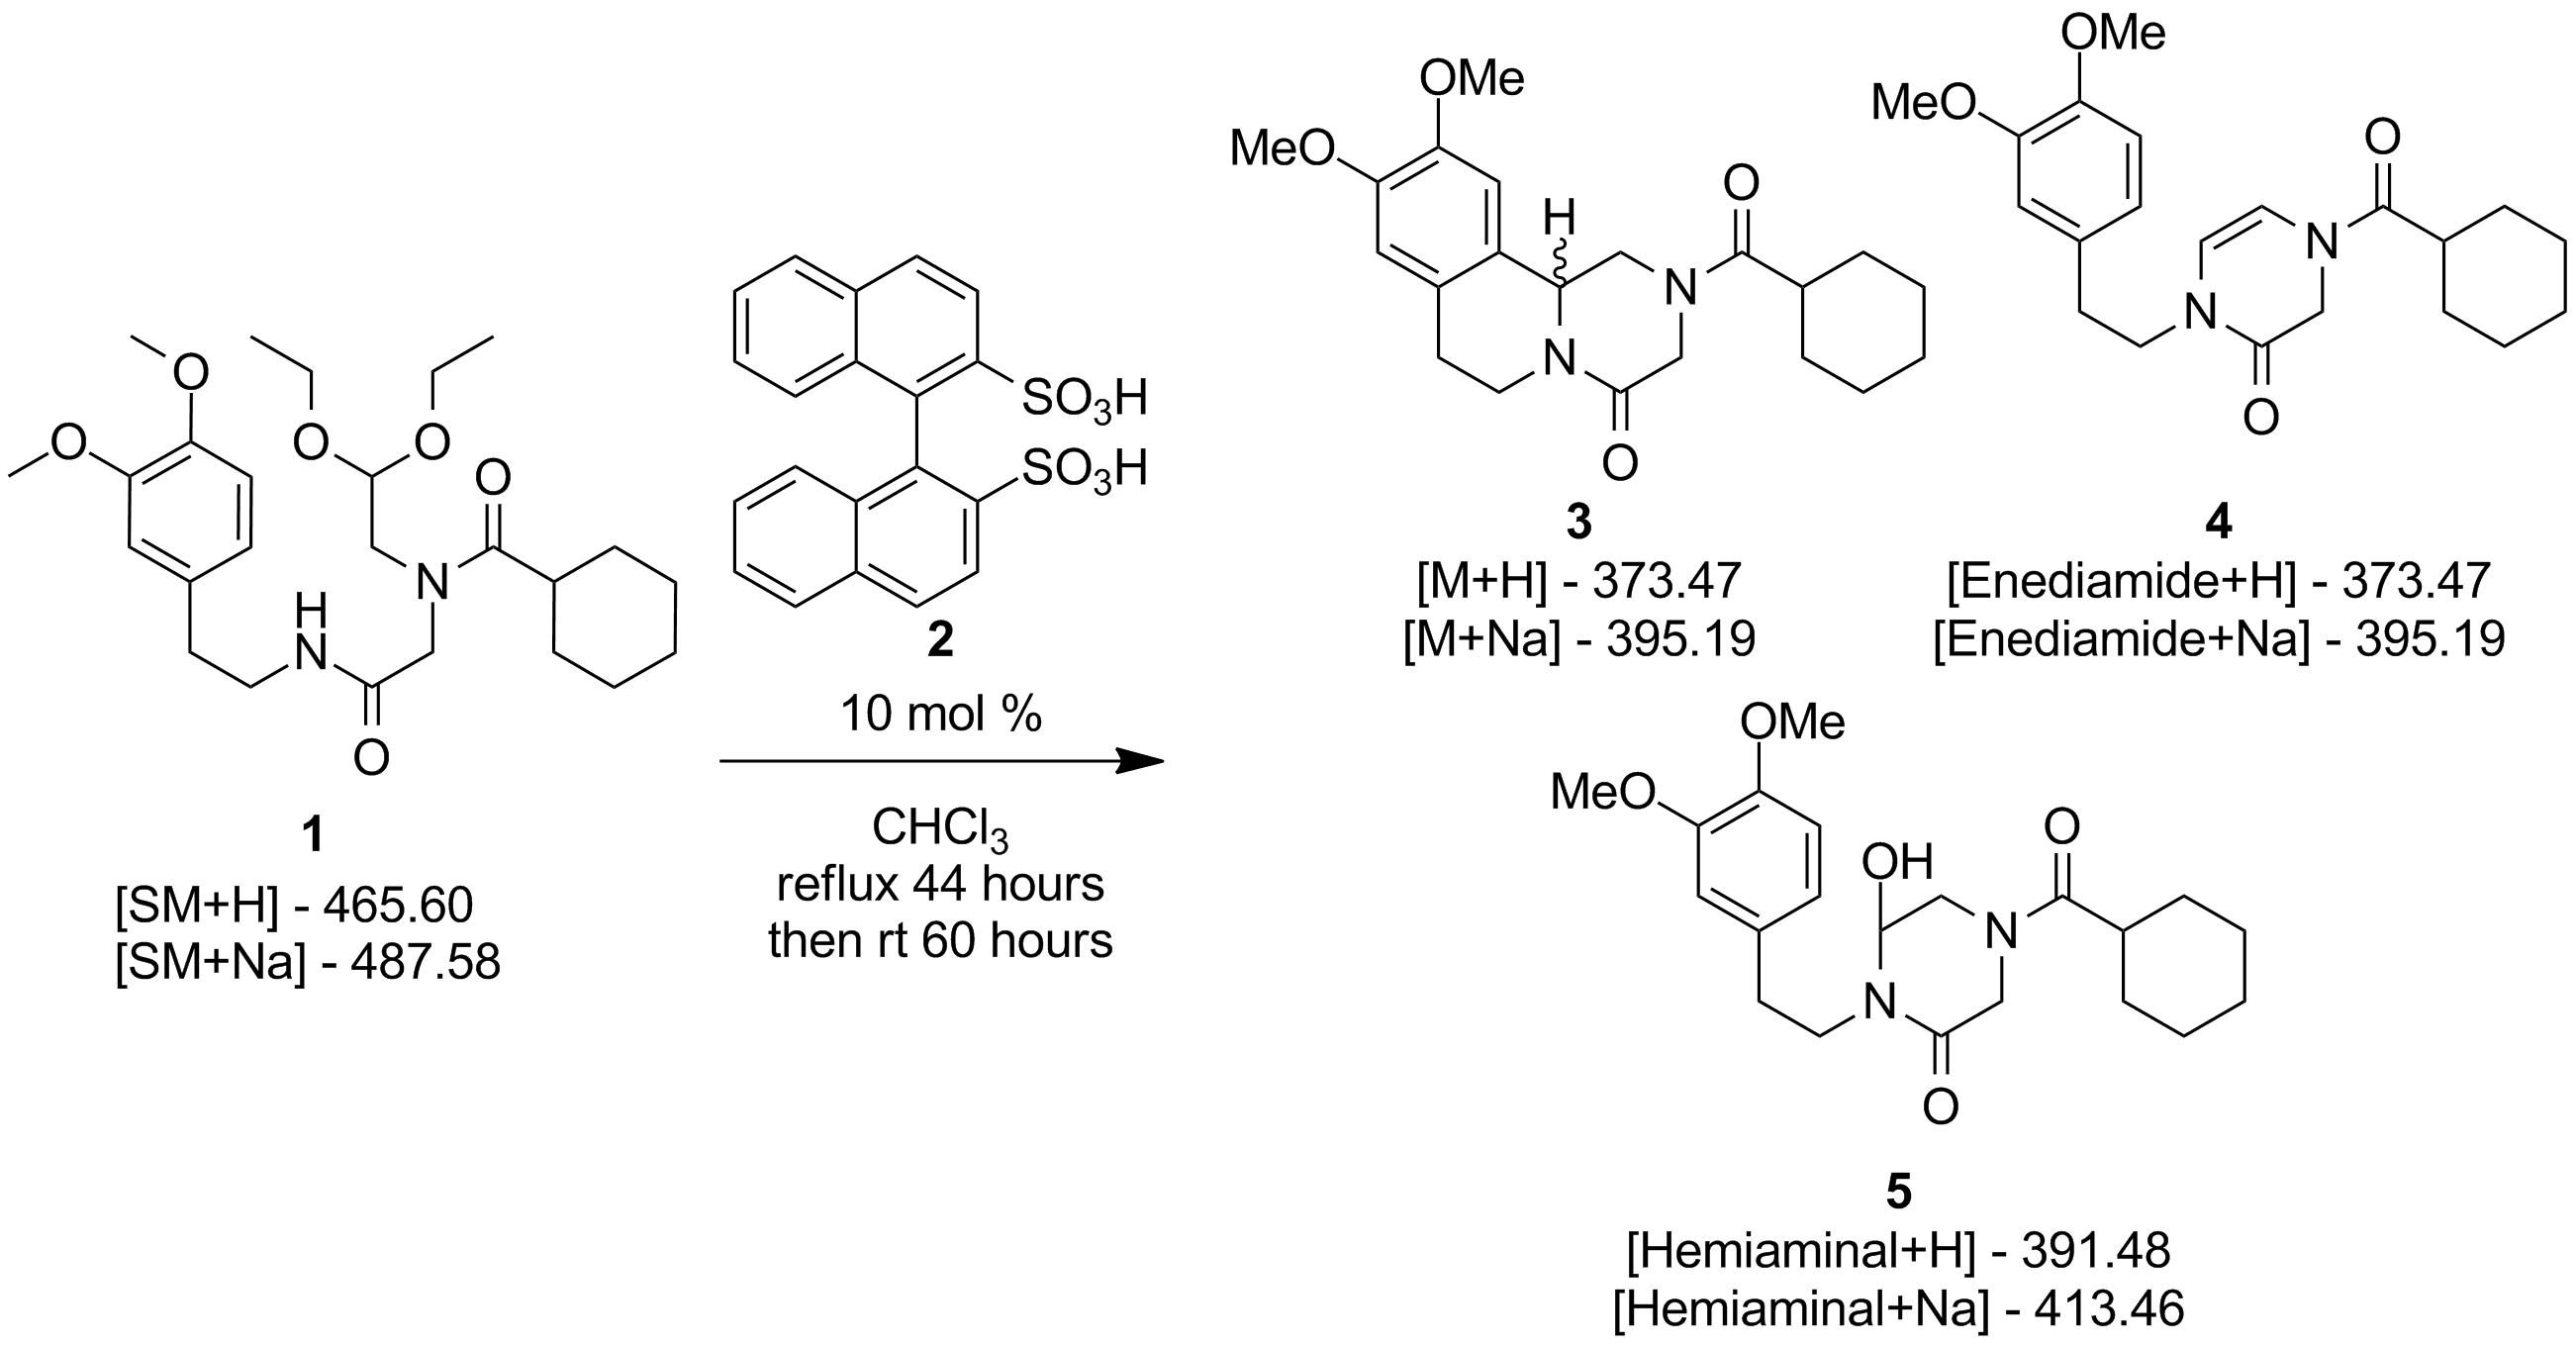 OMe
MeO
H
O
N
N
O
3
[M+H] - 373.47
[M+Na] - 395.19
OMe
MeO
O
N
N
O
4
[Enediamide+H] - 373.47
[Enediamide+Na] - 395.19
O
O
O
O
O
N
H
N
O
1
[SM+H] - 465.60
[SM+Na] - 487.58
SO3H
SO3H
2
10 mol %
CHCl3
reflux 44 hours
then rt 60 hours
OMe
MeO
OH
O
N
N
O
5
[Hemiaminal+H] - 391.48
[Hemiaminal+Na] - 413.46